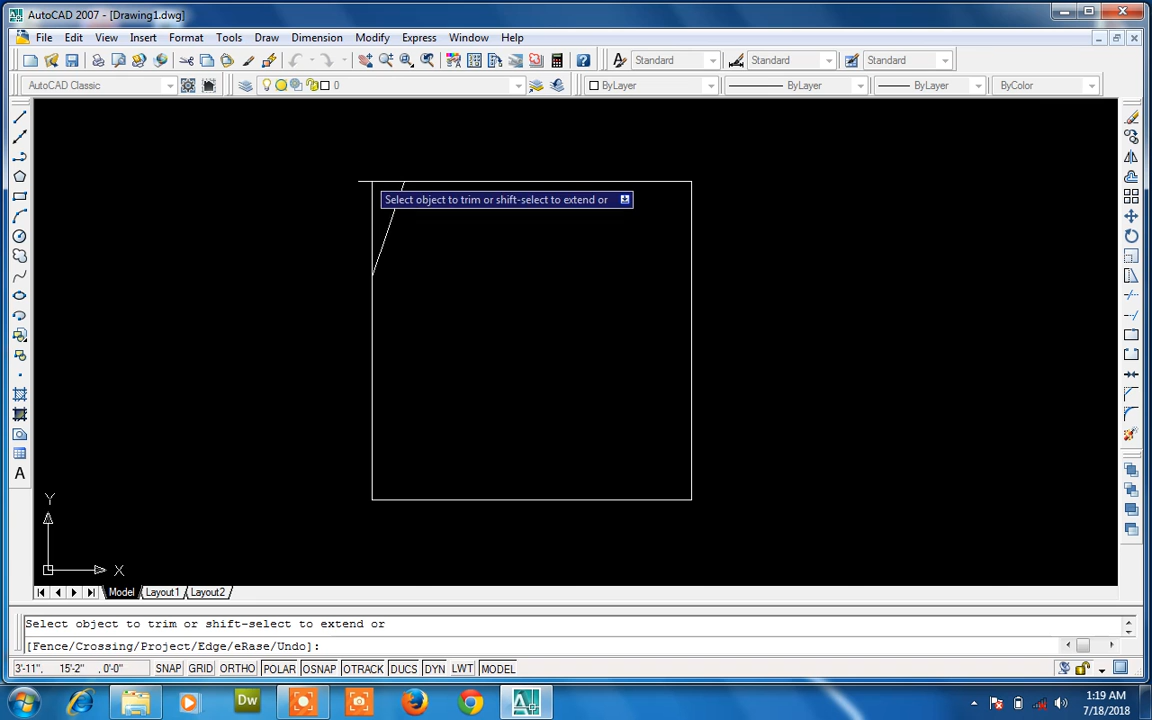 AutoCAD 2007 - [Drawing1.dwg]
File Edit View Insert Format Tools Draw Dimension Modify Express Window Help
Standard Standard Standard
AutoCAD Classic 0 ByLayer ByLayer ByLayer ByColor
Select object to trim or shift-select to extend or
A
Y
X
Model Layout1 Layout2
Select object to trim or shift-select to extend or
[Fence/Crossing/Project/Edge/eRase/Undo]:
3'-11", 15'-2" , 0'-0" SNAP GRID ORTHO POLAR OSNAP OTRACK DUCS DYN LWT MODEL
Dw
1:19 AM
7/18/2018